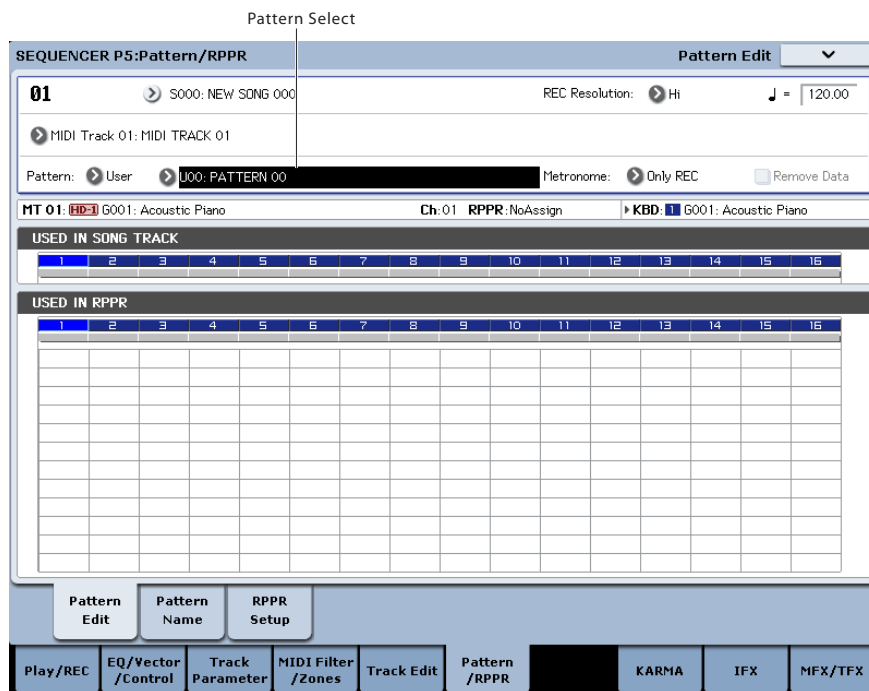 Pattern Select
SEQUENCER P5:Pattern/RPPR Pattern Edit
01 S000: NEW SONG 000 REC Resolution: Hi ♩ = 120.00
MIDI Track 01: MIDI TRACK 01
Pattern: User U00: PATTERN 00 Metronome: Only REC Remove Data
MT 01: HD-1 G001: Acoustic Piano Ch:01 RPPR:NoAssign KBD: 1 G001: Acoustic Piano
USED IN SONG TRACK
1 2 3 4 5 6 7 8 9 10 11 12 13 14 15 16
USED IN RPPR
1 2 3 4 5 6 7 8 9 10 11 12 13 14 15 16
Pattern Edit
Pattern Name
RPPR Setup
Play/REC
EQ/Vector /Control
Track Parameter
MIDI Filter /Zones
Track Edit
Pattern /RPPR
KARMA
IFX
MFX/TFX